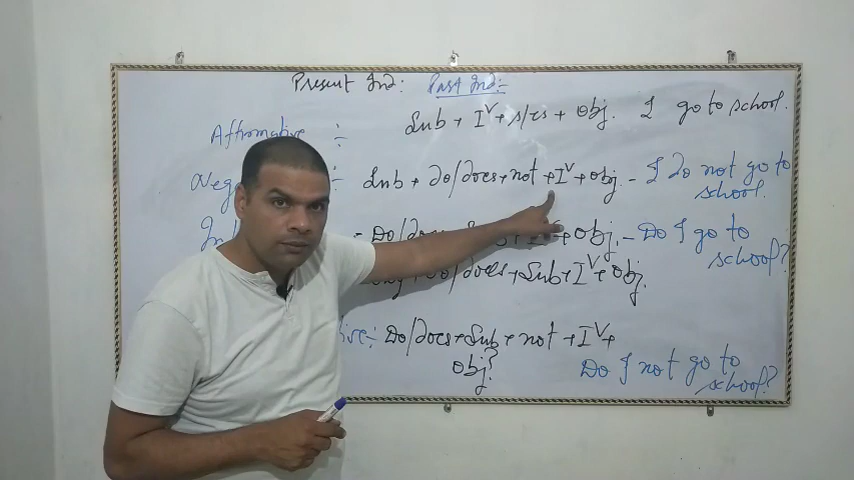 Present Ind: Past Ind:-
Affromative ÷ Sub + I^V + s/es + Obj. I go to school.
÷ Sub + do/does + not + I^V + obj. - I do not go to
school.
- Do/ + Obj. - Do I go to
school?
/does + Sub + I^V + Obj.
÷ Do/does + Sub + not + I^V +
Obj?
Do I not go to
school?